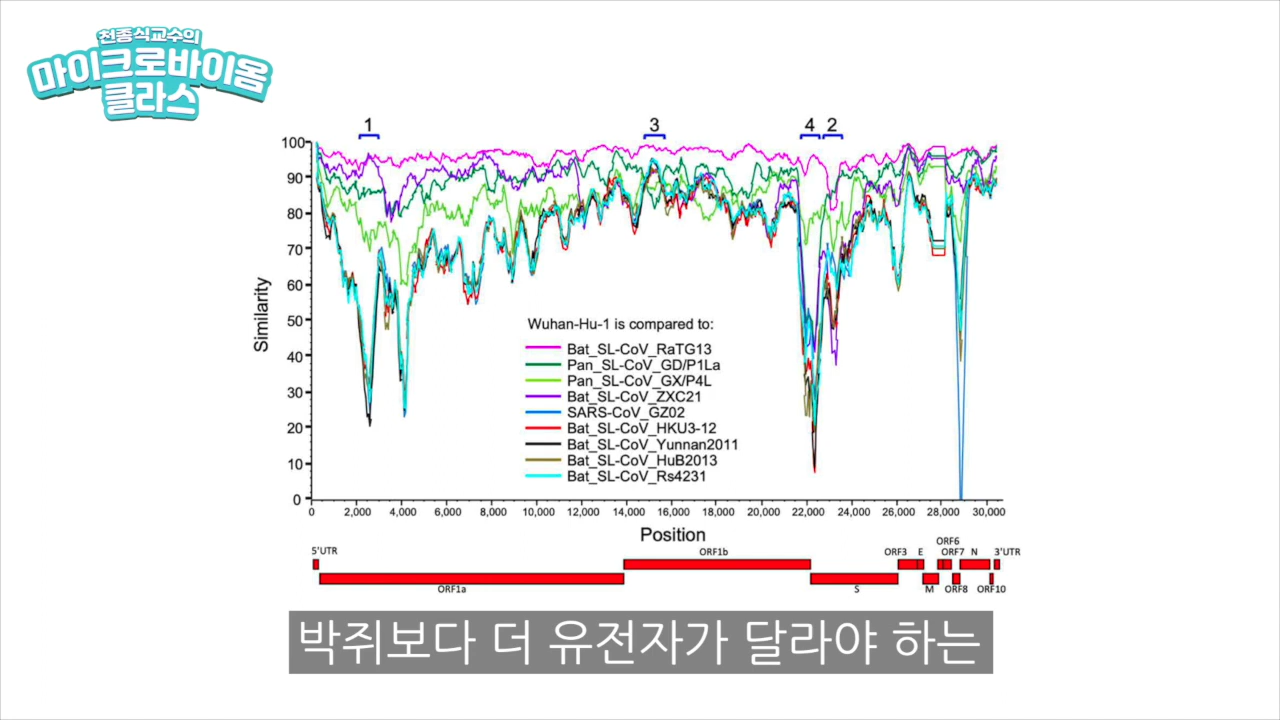 천종식교수의
마이크로바이옴
클라스
1
3
4
2
100
90
80
70
60
50
40
30
20
10
0
Similarity
Wuhan-Hu-1 is compared to:
Bat_SL-CoV_RaTG13
Pan_SL-CoV_GD/P1La
Pan_SL-CoV_GX/P4L
Bat_SL-CoV_ZXC21
SARS-CoV_GZ02
Bat_SL-CoV_HKU3-12
Bat_SL-CoV_Yunnan2011
Bat_SL-CoV_HuB2013
Bat_SL-CoV_Rs4231
0 2,000 4,000 6,000 8,000 10,000 12,000 14,000 16,000 18,000 20,000 22,000 24,000 26,000 28,000 30,000
Position
5'UTR
ORF1a
ORF1b
S
ORF3
E
M
ORF6
ORF7
ORF8
N
ORF10
3'UTR
박쥐보다 더 유전자가 달라야 하는